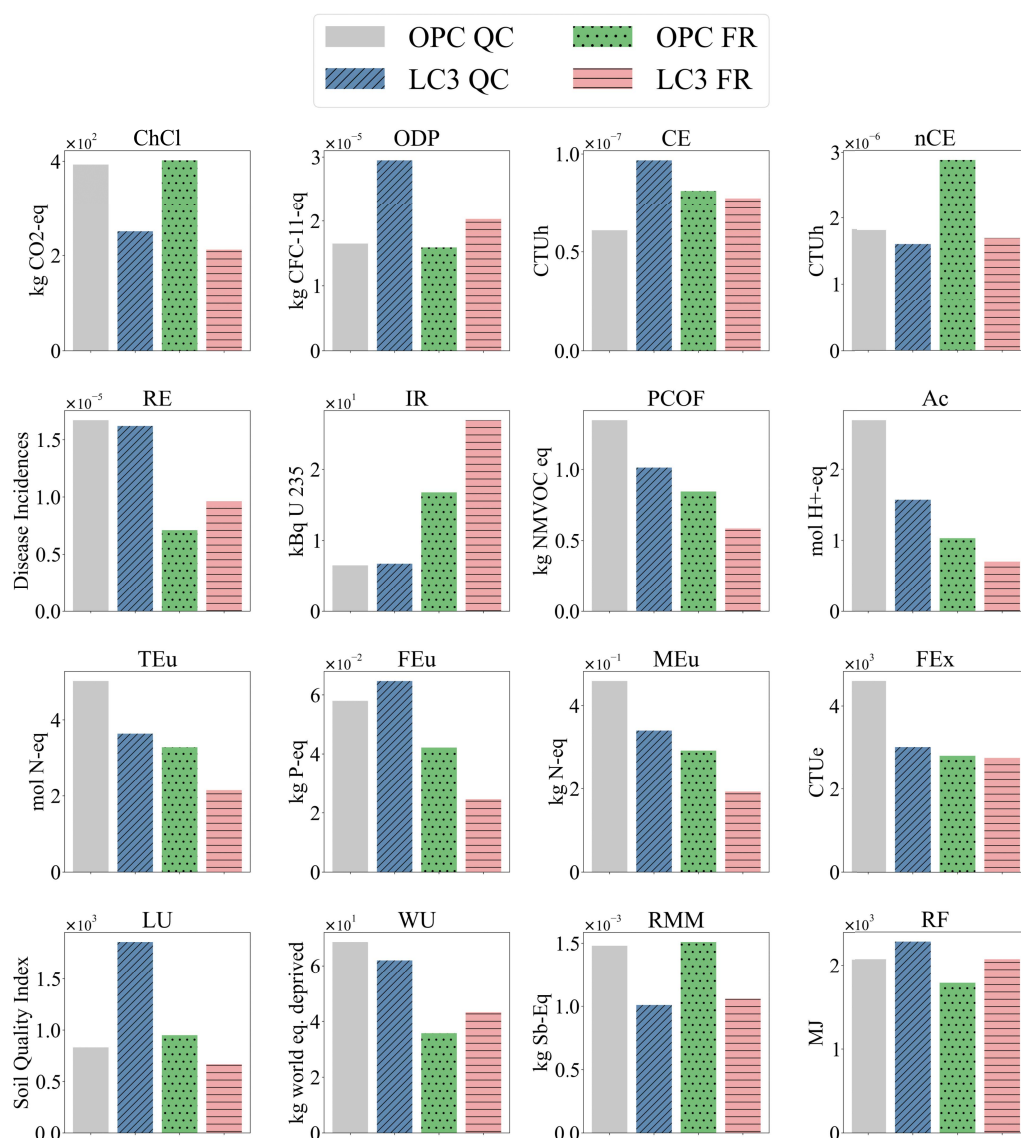 OPC QC OPC FR
LC3 QC LC3 FR
ChCl ODP CE nCE
×10² ×10⁻⁵ ×10⁻⁷ ×10⁻⁶
kg CO2-eq
4
2
0
kg CFC-11-eq
3
2
1
0
CTUh
1.0
0.5
0.0
CTUh
3
2
1
0
RE IR PCOF Ac
×10⁻⁵ ×10¹
Disease Incidences
1.5
1.0
0.5
0.0
kBq U 235
2
1
0
kg NMVOC eq
1.0
0.5
0.0
mol H+-eq
2
1
0
TEu FEu MEu FEx
×10⁻² ×10⁻¹ ×10³
mol N-eq
4
2
0
kg P-eq
6
4
2
0
kg N-eq
4
2
0
CTUe
4
2
0
LU WU RMM RF
×10³ ×10¹ ×10⁻³ ×10³
Soil Quality Index
1.5
1.0
0.5
0.0
kg world eq. deprived
6
4
2
0
kg Sb-Eq
1.5
1.0
0.5
0.0
MJ
2
1
0